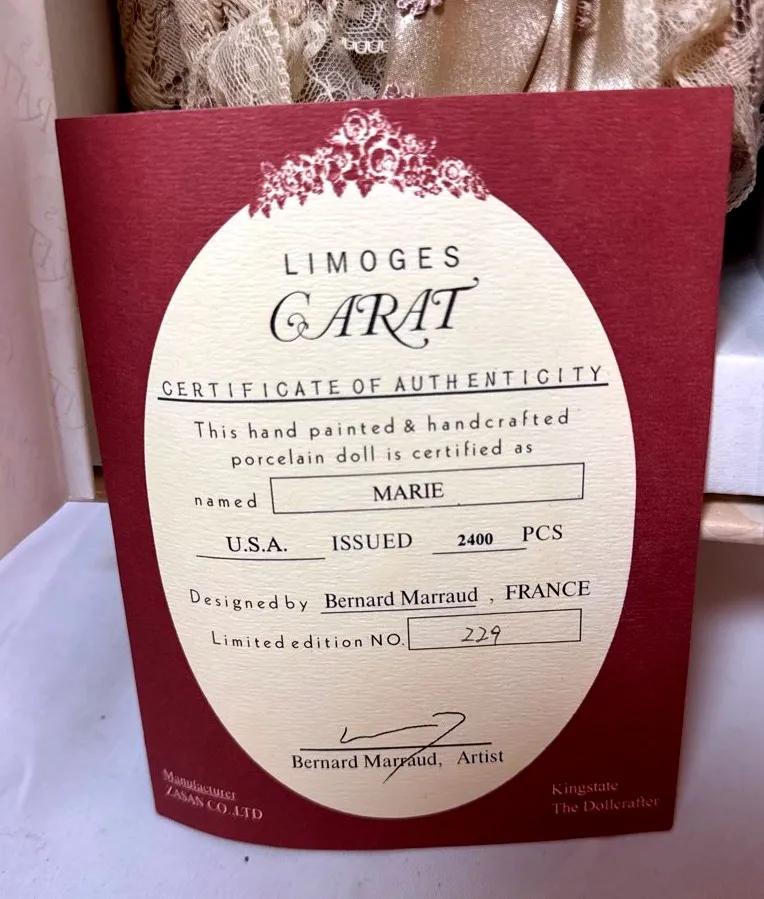 LIMOGES
CARAT
CERTIFICATE OF AUTHENTICITY
This hand painted & handcrafted
porcelain doll is certified as
named MARIE
U.S.A. ISSUED 2400 PCS
Designed by Bernard Marraud , FRANCE
Limited edition NO. 229
Bernard Marraud, Artist
Manufacturer
ZASAN CO.,LTD
Kingstate
The Dollcrafter